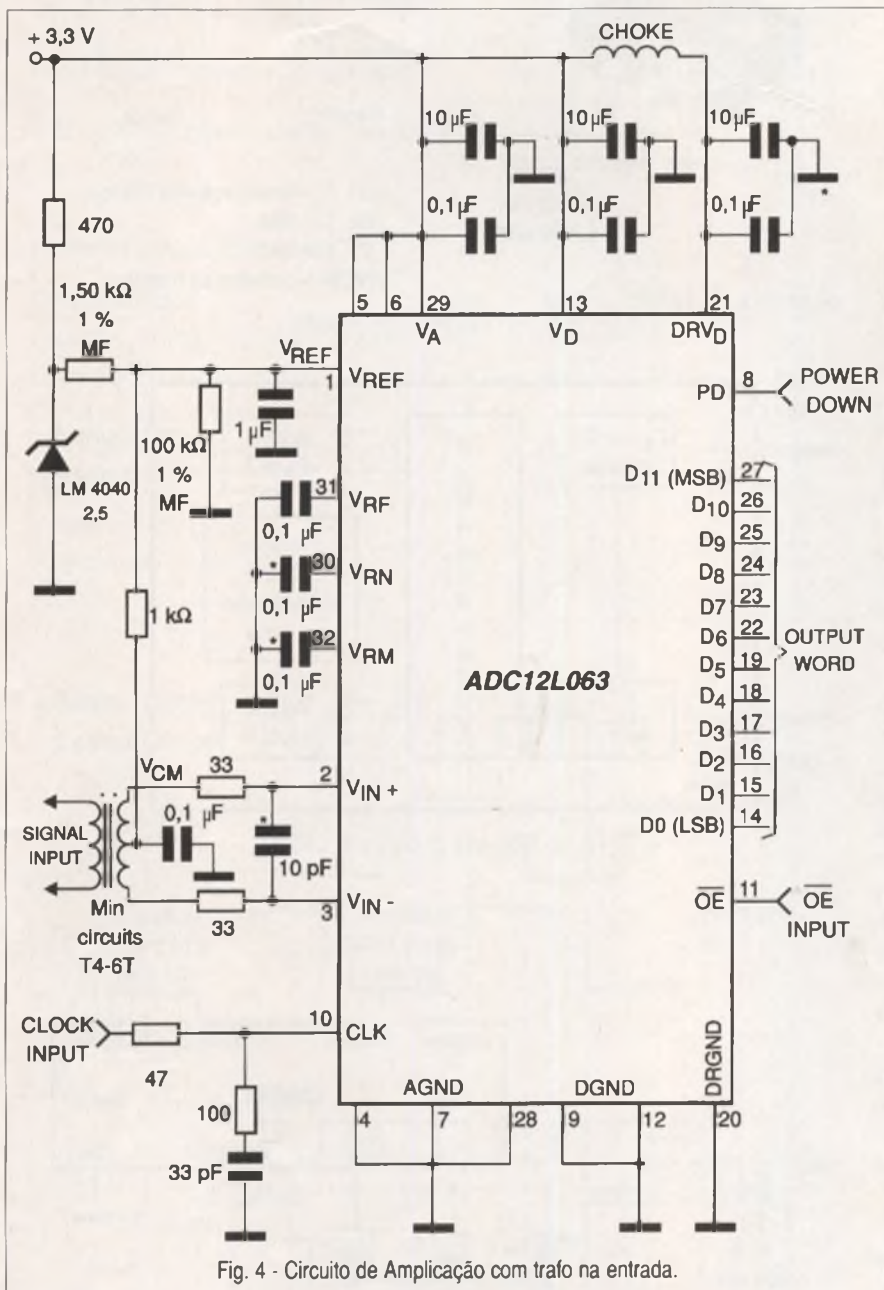 + 3,3 V
CHOKE
10 µF
10 µF
10 µF
0,1 µF
0,1 µF
0,1 µF
*
470
1,50 kΩ
1 %
MF
5
6
29
13
21
V_A
V_D
DRV_D
V_REF
1
V_REF
PD
8
POWER
DOWN
100 kΩ
1 %
MF
1 µF
LM 4040
2,5
31
V_RF
0,1 µF
* 30
V_RN
0,1 µF
* 32
V_RM
0,1 µF
1 kΩ
ADC12L063
D11 (MSB) 27
D10 26
D9 25
D8 24
D7 23
D6 22
D5 19
D4 18
D3 17
D2 16
D1 15
D0 (LSB) 14
OUTPUT
WORD
V_CM
33
2
V_IN +
SIGNAL
INPUT
0,1
µF
*
10 pF
33
3
V_IN -
Min
circuits
T4-6T
OE
11
OE
INPUT
CLOCK
INPUT
47
10
CLK
100
33 pF
AGND
DGND
DRGND
4
7
28
9
12
20
Fig. 4 - Circuito de Amplicação com trafo na entrada.